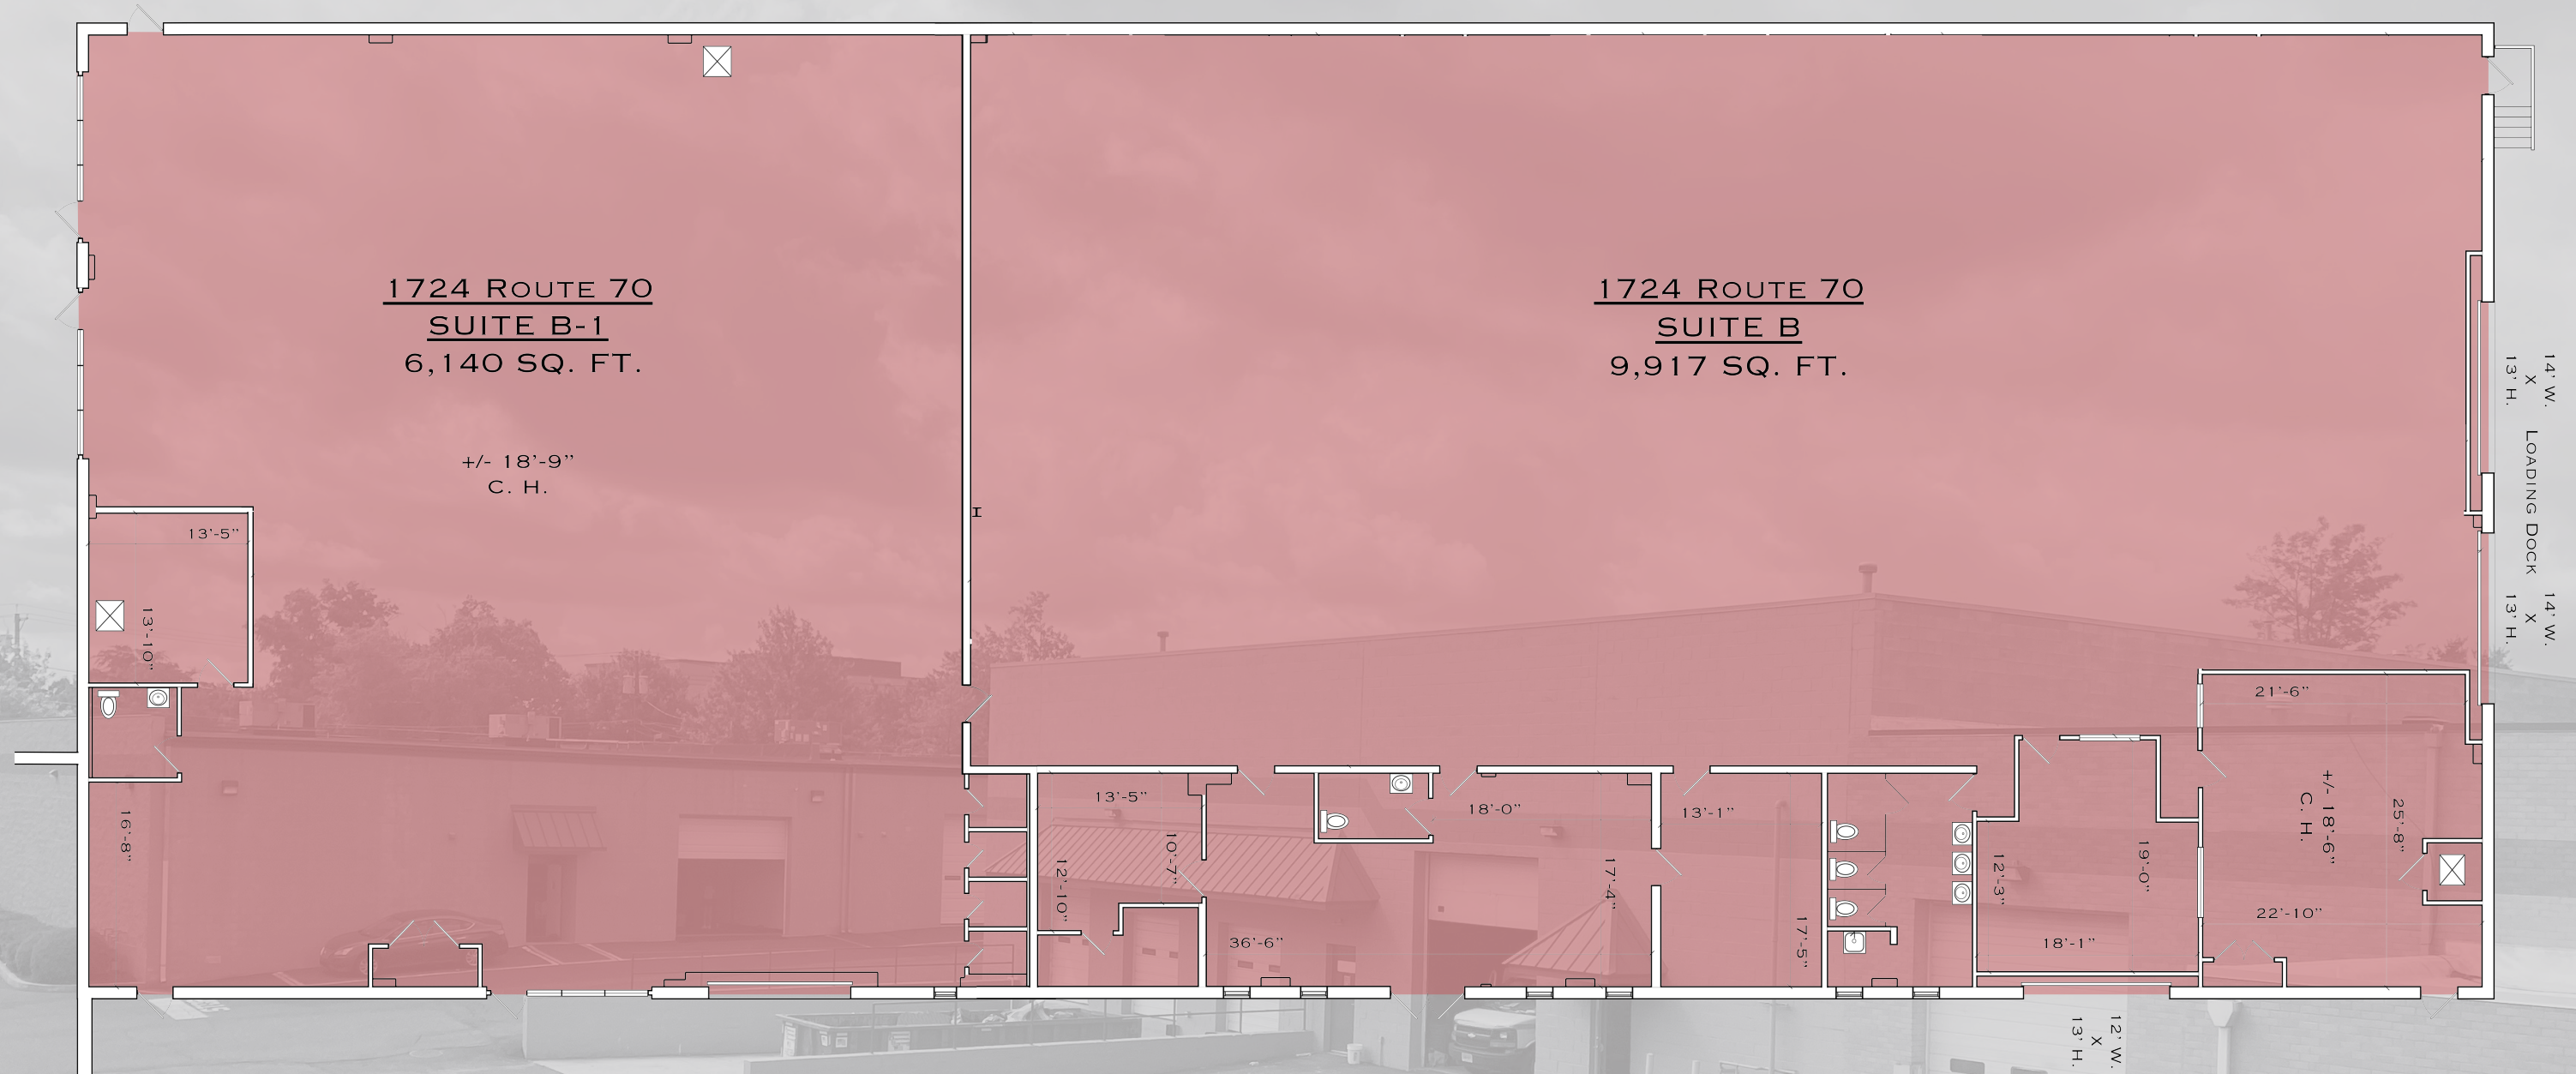 1724 ROUTE 70
SUITE B-1
6,140 SQ. FT.
+/- 18'-9"
C. H.
1724 ROUTE 70
SUITE B
9,917 SQ. FT.
14' W.
X
13' H.
LOADING DOCK
14' W.
X
13' H.
13'-5"
13'-10"
16'-8"
13'-5"
10'-7"
12'-10"
36'-6"
18'-0"
17'-4"
13'-1"
17'-5"
12'-3"
19'-0"
18'-1"
21'-6"
+/- 18'-6"
C. H.
25'-8"
22'-10"
12' W.
X
13' H.